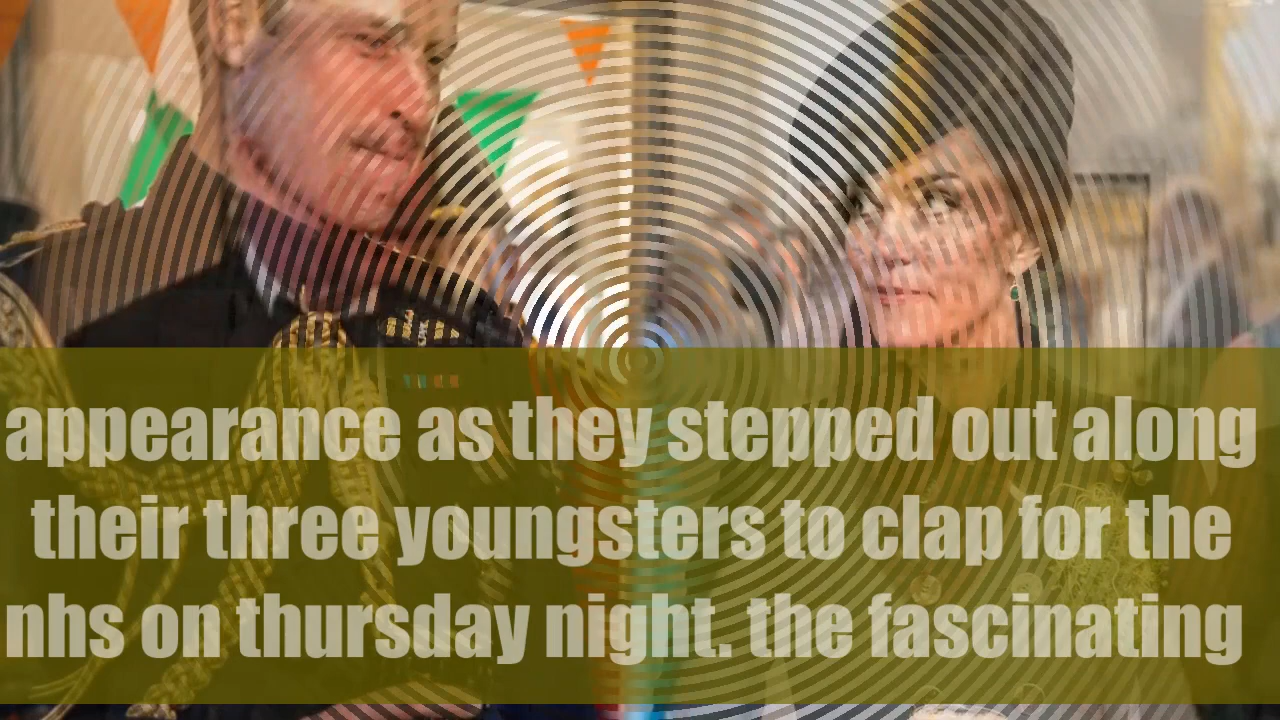 appearance as they stepped out along
their three youngsters to clap for the
nhs on thursday night. the fascinating